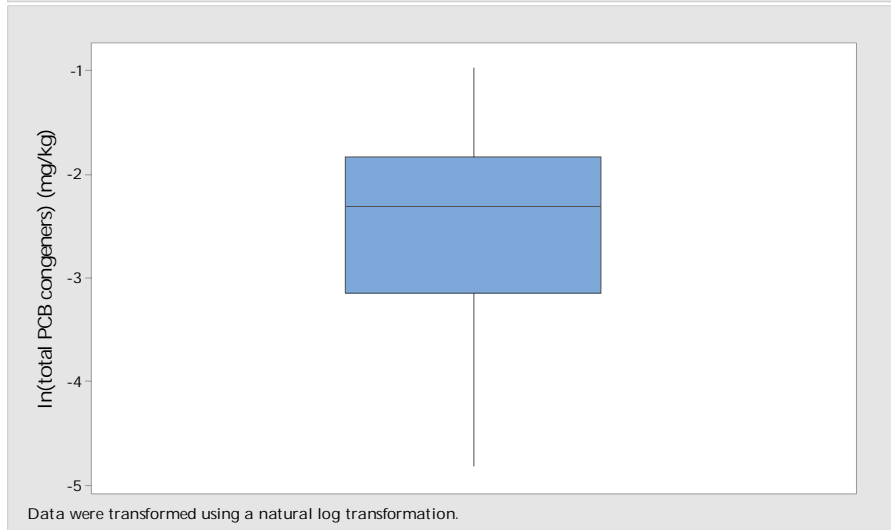 ln(total PCB congeners) (mg/kg)
-1
-2
-3
-4
-5
Data were transformed using a natural log transformation.